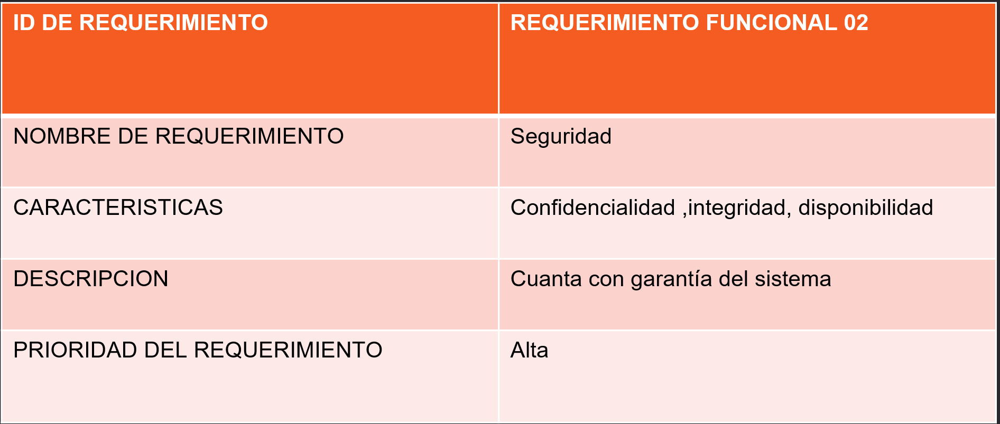 ID DE REQUERIMIENTO
REQUERIMIENTO FUNCIONAL 02
NOMBRE DE REQUERIMIENTO
Seguridad
CARACTERISTICAS
Confidencialidad ,integridad, disponibilidad
DESCRIPCION
Cuanta con garantía del sistema
PRIORIDAD DEL REQUERIMIENTO
Alta